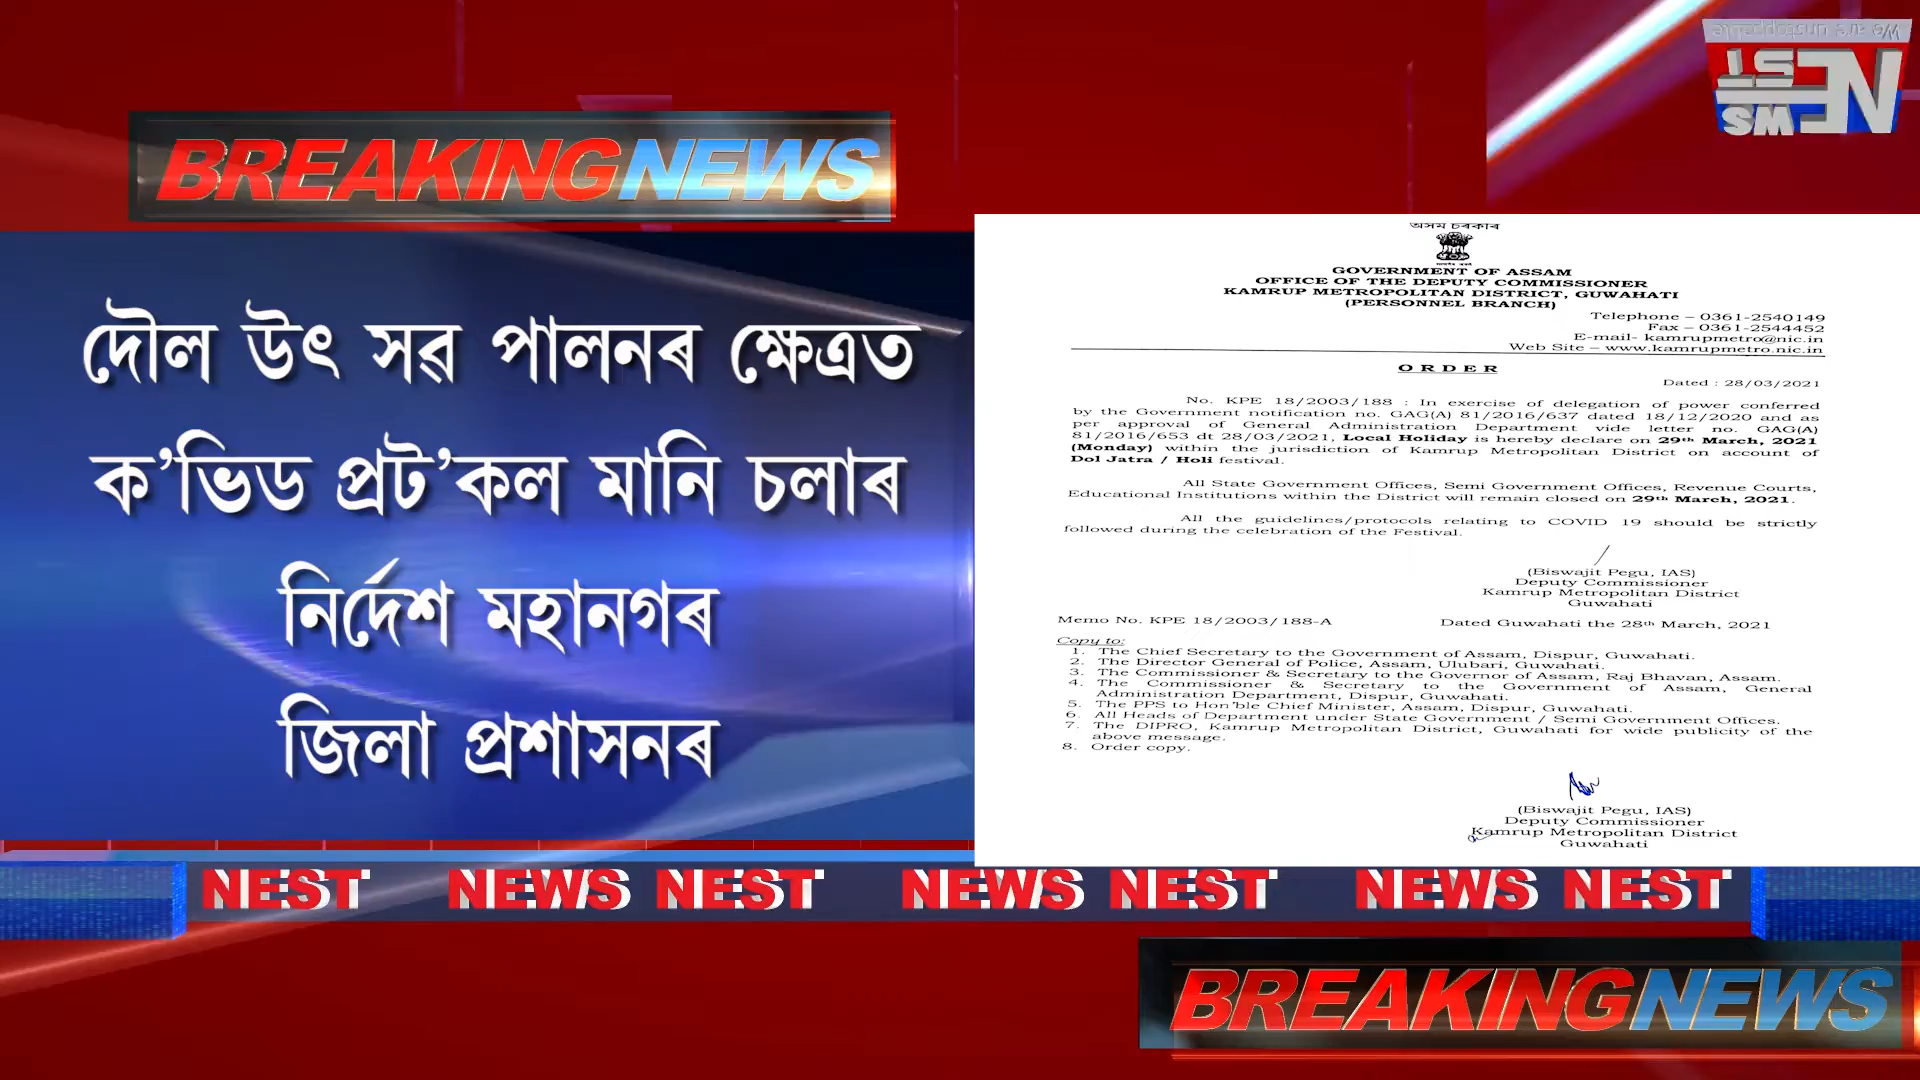 We are unstoppable
NE ST
WS
BREAKING NEWS
দৌল উৎ সৱ পালনৰ ক্ষেত্ৰত
ক'ভিড প্ৰট'কল মানি চলাৰ
নিৰ্দেশ মহানগৰ
জিলা প্ৰশাসনৰ
অসম চৰকাৰ
GOVERNMENT OF ASSAM
OFFICE OF THE DEPUTY COMMISSIONER
KAMRUP METROPOLITAN DISTRICT, GUWAHATI
(PERSONNEL BRANCH)
Telephone – 0361-2540149
Fax – 0361-2544452
E-mail- kamrupmetro@nic.in
Web Site – www.kamrupmetro.nic.in
ORDER
Dated : 28/03/2021
No. KPE 18/2003/188 : In exercise of delegation of power conferred
by the Government notification no. GAG(A) 81/2016/637 dated 18/12/2020 and as
per approval of General Administration Department vide letter no. GAG(A)
81/2016/653 dt 28/03/2021, Local Holiday is hereby declare on 29th March, 2021
(Monday) within the jurisdiction of Kamrup Metropolitan District on account of
Dol Jatra / Holi festival.
All State Government Offices, Semi Government Offices, Revenue Courts,
Educational Institutions within the District will remain closed on 29th March, 2021.
All the guidelines/protocols relating to COVID 19 should be strictly
followed during the celebration of the Festival.
(Biswajit Pegu, IAS)
Deputy Commissioner
Kamrup Metropolitan District
Guwahati
Memo No. KPE 18/2003/188-A Dated Guwahati the 28th March, 2021
Copy to:
1. The Chief Secretary to the Government of Assam, Dispur, Guwahati.
2. The Director General of Police, Assam, Ulubari, Guwahati.
3. The Commissioner & Secretary to the Governor of Assam, Raj Bhavan, Assam.
4. The Commissioner & Secretary to the Government of Assam, General
Administration Department, Dispur, Guwahati.
5. The PPS to Hon'ble Chief Minister, Assam, Dispur, Guwahati.
6. All Heads of Department under State Government / Semi Government Offices.
7. The DIPRO, Kamrup Metropolitan District, Guwahati for wide publicity of the
above message.
8. Order copy.
(Biswajit Pegu, IAS)
Deputy Commissioner
Kamrup Metropolitan District
Guwahati
NEST NEWS NEST NEWS NEST NEWS NEST
BREAKING NEWS